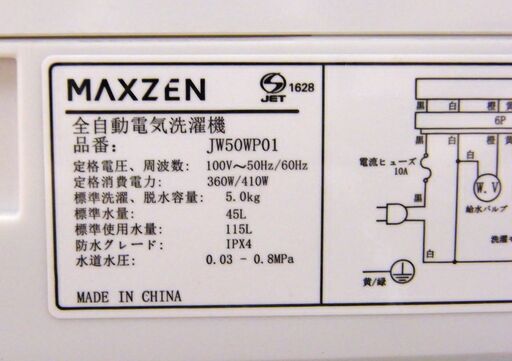 MAXZEN
JET 1628
全自動電気洗濯機
品番: JW50WP01
定格電圧、周波数: 100V～50Hz/60Hz
定格消費電力: 360W/410W
標準洗濯、脱水容量: 5.0kg
標準水量: 45L
標準使用水量: 115L
防水グレード: IPX4
水道水圧: 0.03 - 0.8MPa
MADE IN CHINA
黒 白 橙 黄
6P
電流ヒューズ
10A
黒 白 橙
W.V
給水バルブ
黒
白
洗濯モ
黄/緑